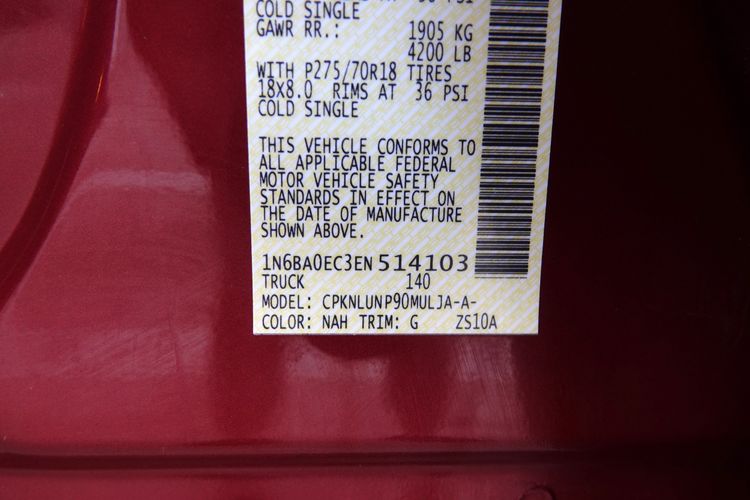 COLD SINGLE
GAWR RR.: 1905 KG
4200 LB
WITH P275/70R18 TIRES
18X8.0 RIMS AT 36 PSI
COLD SINGLE
THIS VEHICLE CONFORMS TO
ALL APPLICABLE FEDERAL
MOTOR VEHICLE SAFETY
STANDARDS IN EFFECT ON
THE DATE OF MANUFACTURE
SHOWN ABOVE.
1N6BA0EC3EN514103
TRUCK 140
MODEL: CPKNLUNP90MULJA-A-
COLOR: NAH TRIM: G ZS10A